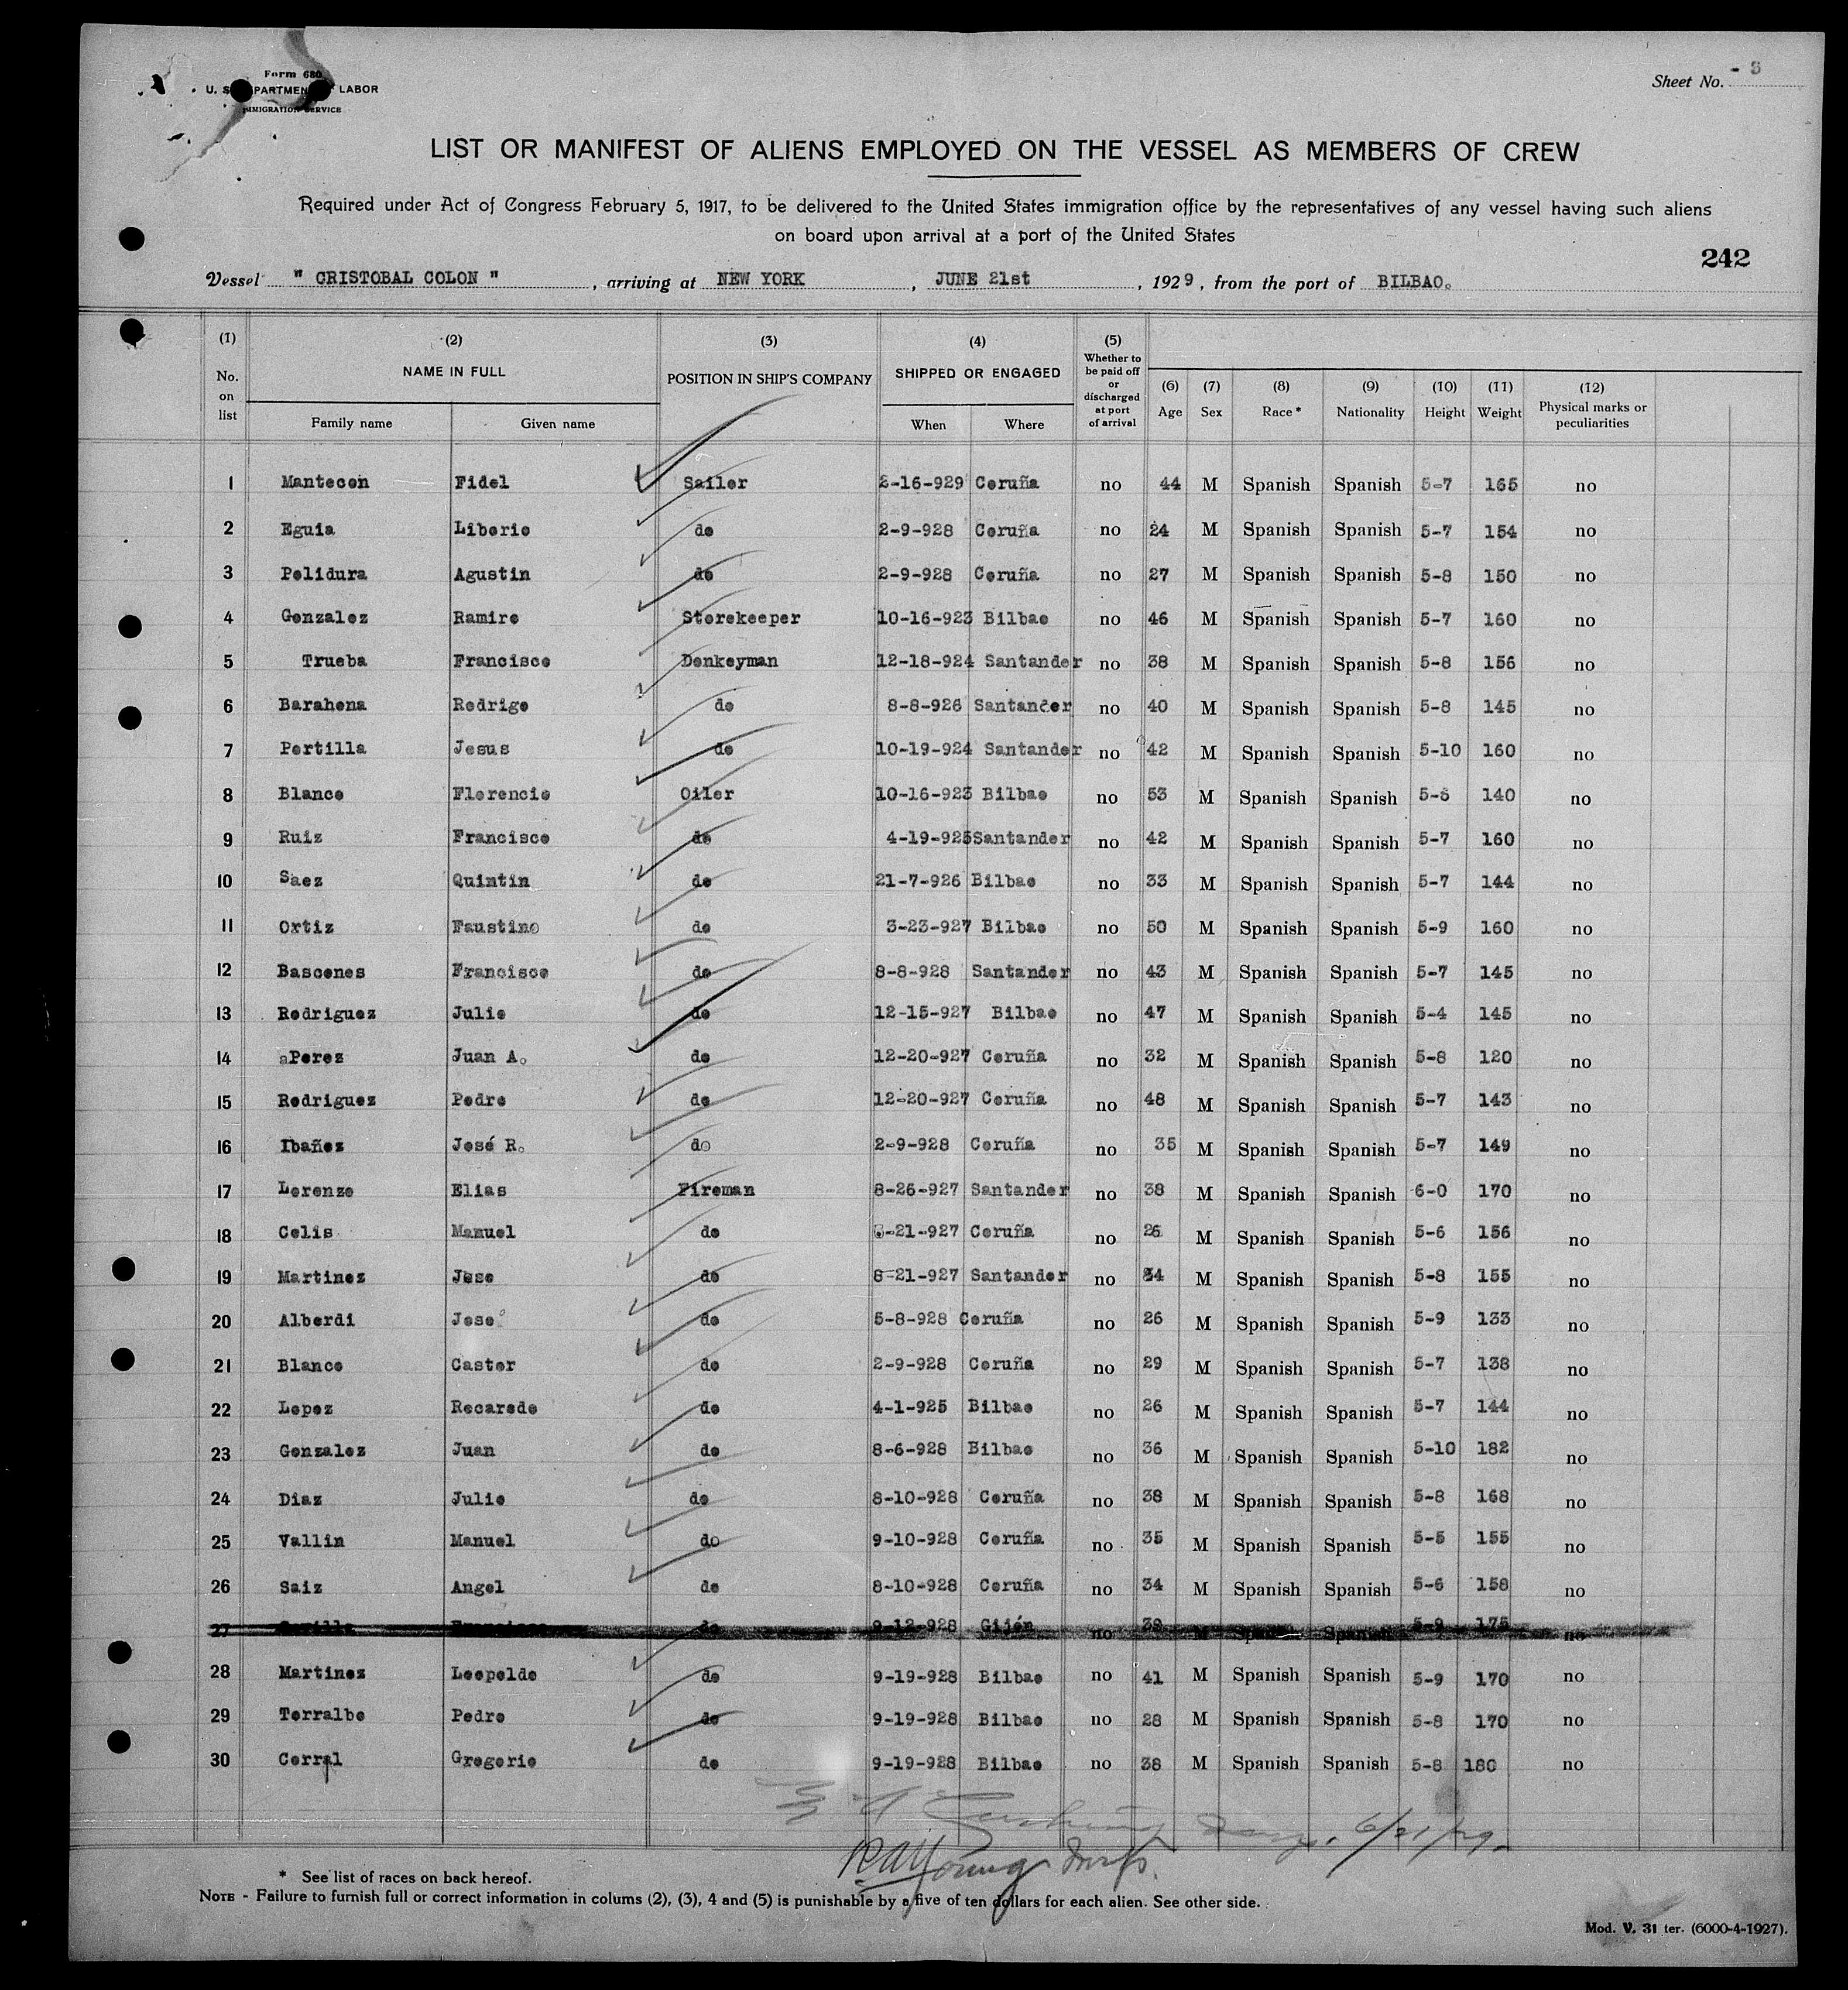 Form 680
U. S. DEPARTMENT OF LABOR
IMMIGRATION SERVICE
Sheet No. - 3
LIST OR MANIFEST OF ALIENS EMPLOYED ON THE VESSEL AS MEMBERS OF CREW
Required under Act of Congress February 5, 1917, to be delivered to the United States immigration office by the representatives of any vessel having such aliens
on board upon arrival at a port of the United States
242
Vessel " CRISTOBAL COLON " , arriving at NEW YORK , JUNE 21st , 1929 , from the port of BILBAO.
(1) No. on list (2) NAME IN FULL Family name Given name (3) POSITION IN SHIP'S COMPANY (4) SHIPPED OR ENGAGED When Where (5) Whether to be paid off or discharged at port of arrival (6) Age (7) Sex (8) Race * (9) Nationality (10) Height (11) Weight (12) Physical marks or peculiarities
1 Mantecon Fidel Sailor 2-16-929 Coruña no 44 M Spanish Spanish 5-7 165 no
2 Eguia Liborio do 2-9-928 Coruña no 24 M Spanish Spanish 5-7 154 no
3 Polidura Agustin do 2-9-928 Coruña no 27 M Spanish Spanish 5-8 150 no
4 Gonzalez Ramiro Storekeeper 10-16-923 Bilbao no 46 M Spanish Spanish 5-7 160 no
5 Trueba Francisco Donkeyman 12-18-924 Santander no 38 M Spanish Spanish 5-8 156 no
6 Barahona Rodrigo do 8-8-926 Santander no 40 M Spanish Spanish 5-8 145 no
7 Portilla Jesus do 10-19-924 Santander no 42 M Spanish Spanish 5-10 160 no
8 Blanco Florencio Oiler 10-16-923 Bilbao no 53 M Spanish Spanish 5-8 140 no
9 Ruiz Francisco do 4-19-925 Santander no 42 M Spanish Spanish 5-7 160 no
10 Saez Quintin do 21-7-926 Bilbao no 33 M Spanish Spanish 5-7 144 no
11 Ortiz Faustino do 3-23-927 Bilbao no 50 M Spanish Spanish 5-9 160 no
12 Bascones Francisco do 8-8-928 Santander no 43 M Spanish Spanish 5-7 145 no
13 Rodriguez Julio do 12-15-927 Bilbao no 47 M Spanish Spanish 5-4 145 no
14 aPerez Juan A. do 12-20-927 Coruña no 32 M Spanish Spanish 5-8 120 no
15 Rodriguez Pedro do 12-20-927 Coruña no 48 M Spanish Spanish 5-7 143 no
16 Ibañez José R. do 2-9-928 Coruña no 35 M Spanish Spanish 5-7 149 no
17 Lorenzo Elias Fireman 8-26-927 Santander no 38 M Spanish Spanish 6-0 170 no
18 Celis Manuel do -21-927 Coruña no 26 M Spanish Spanish 5-6 156 no
19 Martinez Jose do 8-21-927 Santander no 34 M Spanish Spanish 5-8 155 no
20 Alberdi Jose do 5-8-928 Coruña no 26 M Spanish Spanish 5-9 133 no
21 Blanco Castor do 2-9-928 Coruña no 29 M Spanish Spanish 5-7 138 no
22 Lopez Recaredo do 4-1-925 Bilbao no 26 M Spanish Spanish 5-7 144 no
23 Gonzalez Juan do 8-6-928 Bilbao no 36 M Spanish Spanish 5-10 182 no
24 Diaz Julio do 8-10-928 Coruña no 38 M Spanish Spanish 5-8 168 no
25 Vallin Manuel do 9-10-928 Coruña no 35 M Spanish Spanish 5-5 155 no
26 Saiz Angel do 8-10-928 Coruña no 34 M Spanish Spanish 5-6 158 no
27 Francisco do 9-12-928 Gijón no 39 M Spanish Spanish 5-9 175 no
28 Martinez Leopoldo do 9-19-928 Bilbao no 41 M Spanish Spanish 5-9 170 no
29 Torralbo Pedro do 9-19-928 Bilbao no 28 M Spanish Spanish 5-8 170 no
30 Corral Gregorio do 9-19-928 Bilbao no 38 M Spanish Spanish 5-8 180 no
6/21/29
R A Young
* See list of races on back hereof.
NOTE - Failure to furnish full or correct information in colums (2), (3), 4 and (5) is punishable by a five of ten dollars for each alien. See other side.
Mod. V. 31 ter. (6000-4-1927).